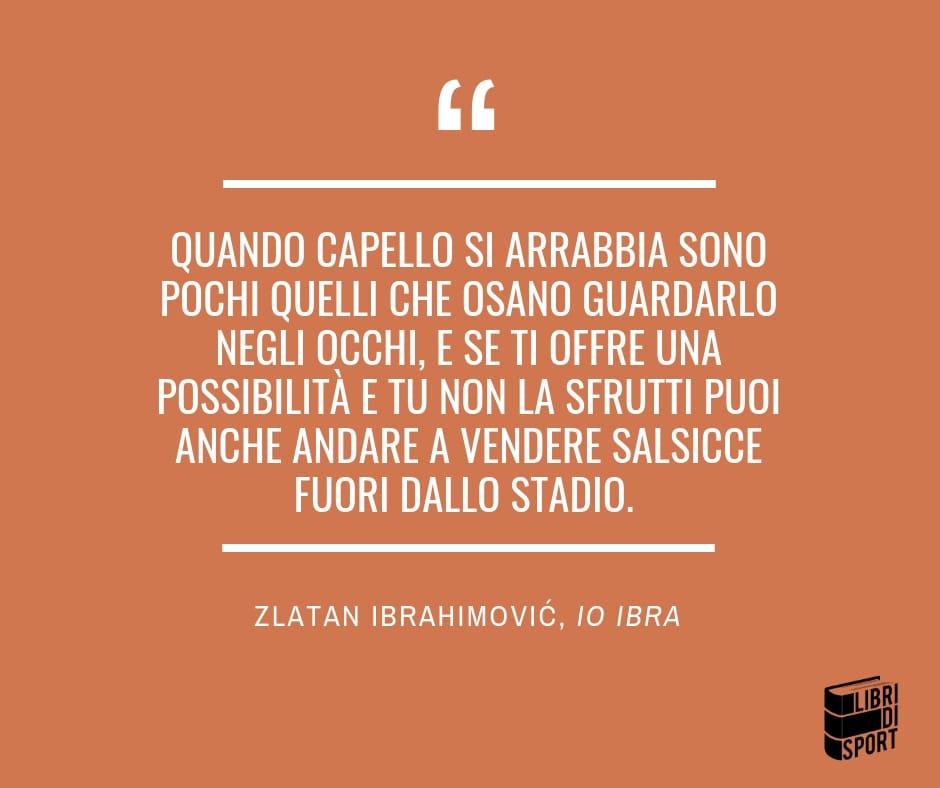 “
QUANDO CAPELLO SI ARRABBIA SONO
POCHI QUELLI CHE OSANO GUARDARLO
NEGLI OCCHI, E SE TI OFFRE UNA
POSSIBILITÀ E TU NON LA SFRUTTI PUOI
ANCHE ANDARE A VENDERE SALSICCE
FUORI DALLO STADIO.
ZLATAN IBRAHIMOVIĆ, IO IBRA
LIBRI
DI
SPORT